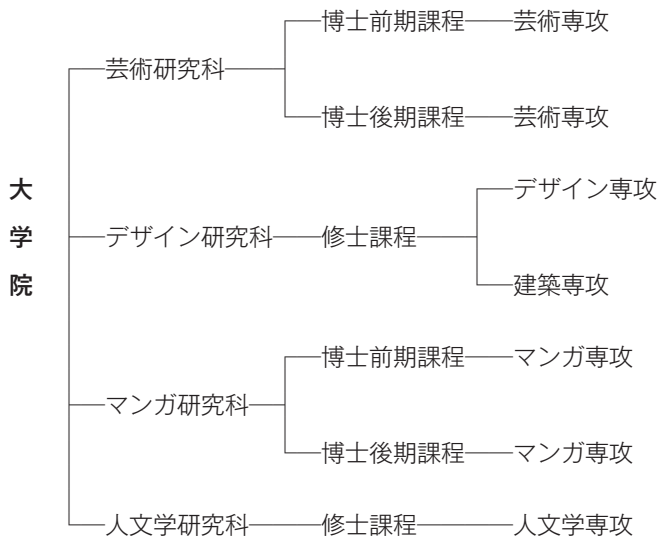 大学院
芸術研究科
博士前期課程
芸術専攻
博士後期課程
芸術専攻
デザイン研究科
修士課程
デザイン専攻
建築専攻
マンガ研究科
博士前期課程
マンガ専攻
博士後期課程
マンガ専攻
人文学研究科
修士課程
人文学専攻